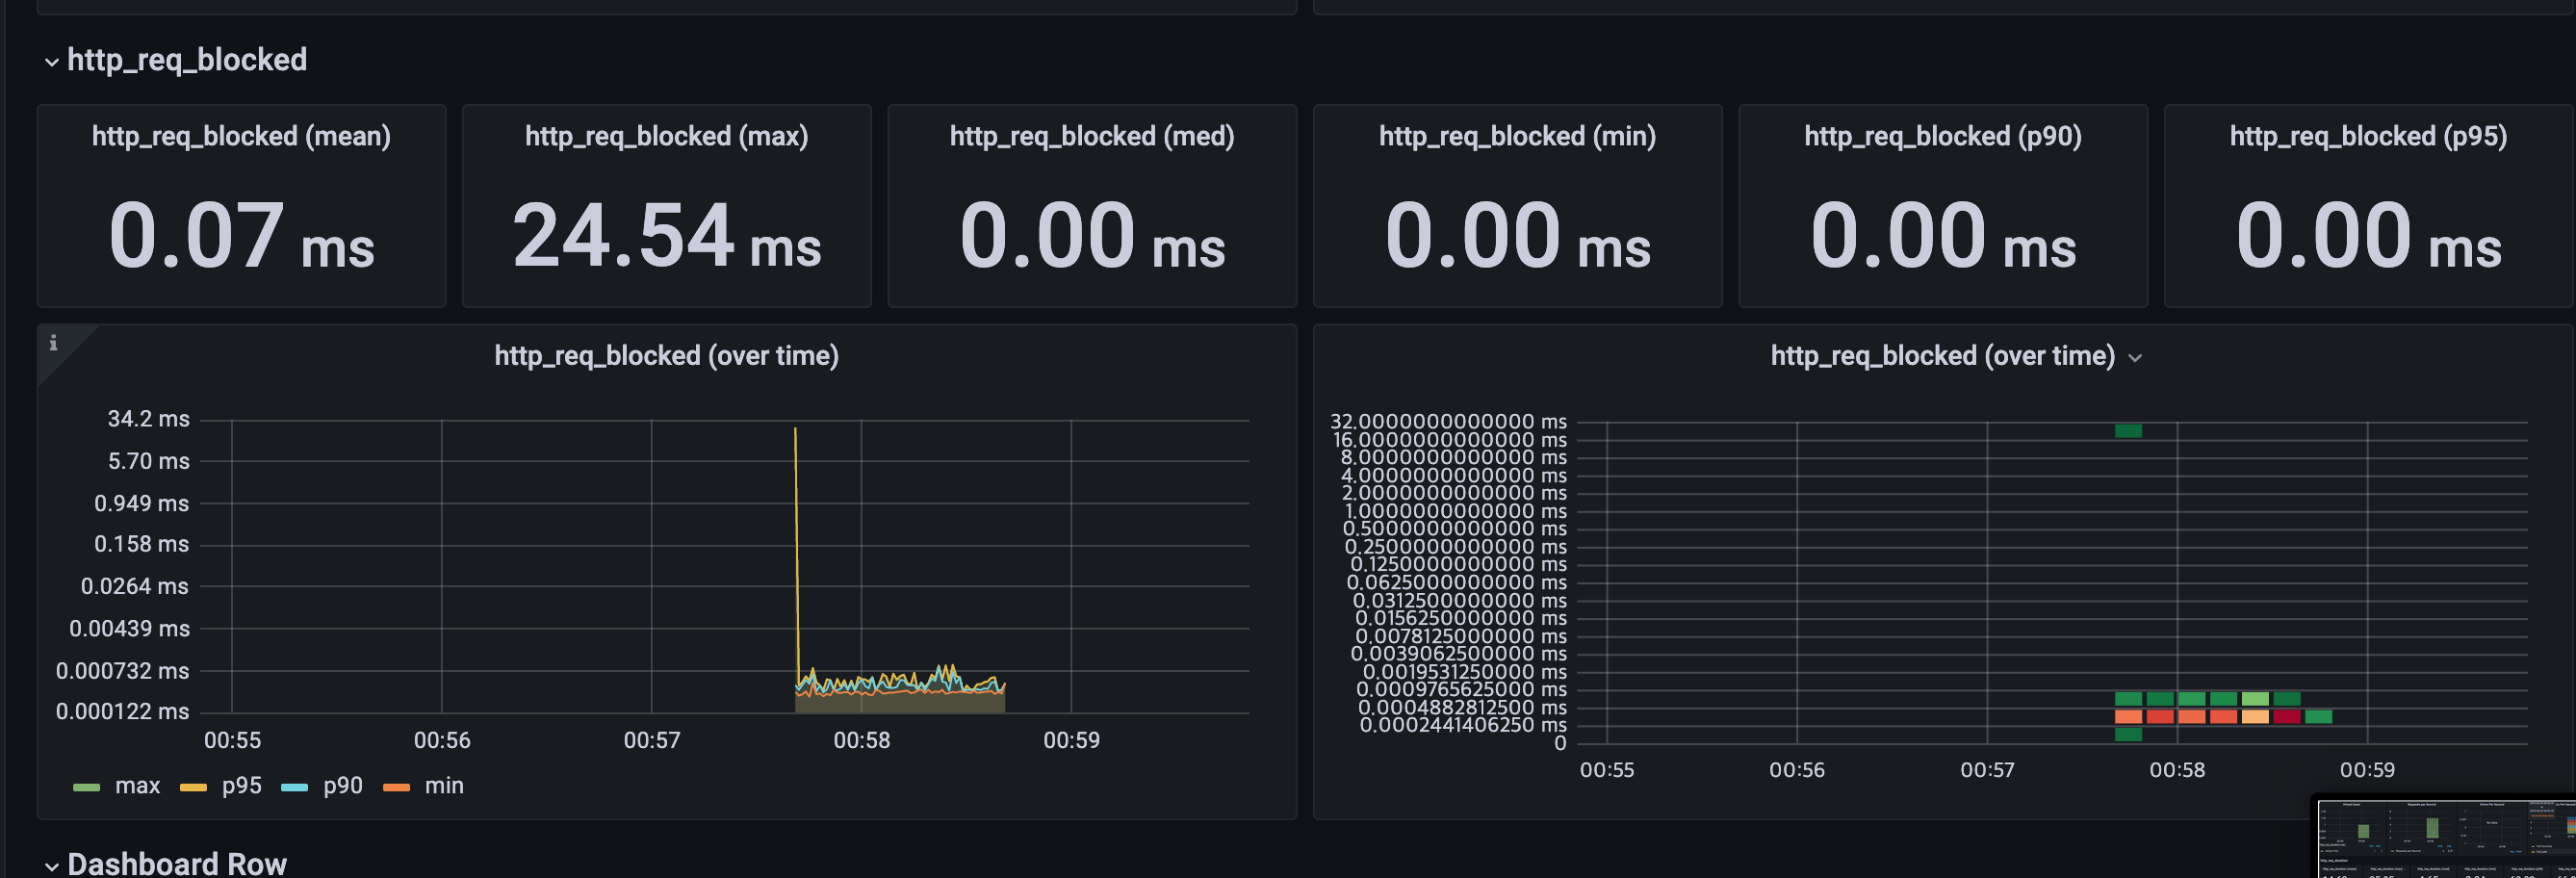 http_req_blocked
http_req_blocked (mean)
0.07 ms
http_req_blocked (max)
24.54 ms
http_req_blocked (med)
0.00 ms
http_req_blocked (min)
0.00 ms
http_req_blocked (p90)
0.00 ms
http_req_blocked (p95)
0.00 ms
i
http_req_blocked (over time)
34.2 ms
5.70 ms
0.949 ms
0.158 ms
0.0264 ms
0.00439 ms
0.000732 ms
0.000122 ms
00:55 00:56 00:57 00:58 00:59
max p95 p90 min
http_req_blocked (over time)
32.0000000000000 ms
16.0000000000000 ms
8.0000000000000 ms
4.0000000000000 ms
2.0000000000000 ms
1.0000000000000 ms
0.5000000000000 ms
0.2500000000000 ms
0.1250000000000 ms
0.0625000000000 ms
0.0312500000000 ms
0.0156250000000 ms
0.0078125000000 ms
0.0039062500000 ms
0.0019531250000 ms
0.0009765625000 ms
0.0004882812500 ms
0.0002441406250 ms
0
00:55 00:56 00:57 00:58 00:59
Dashboard Row